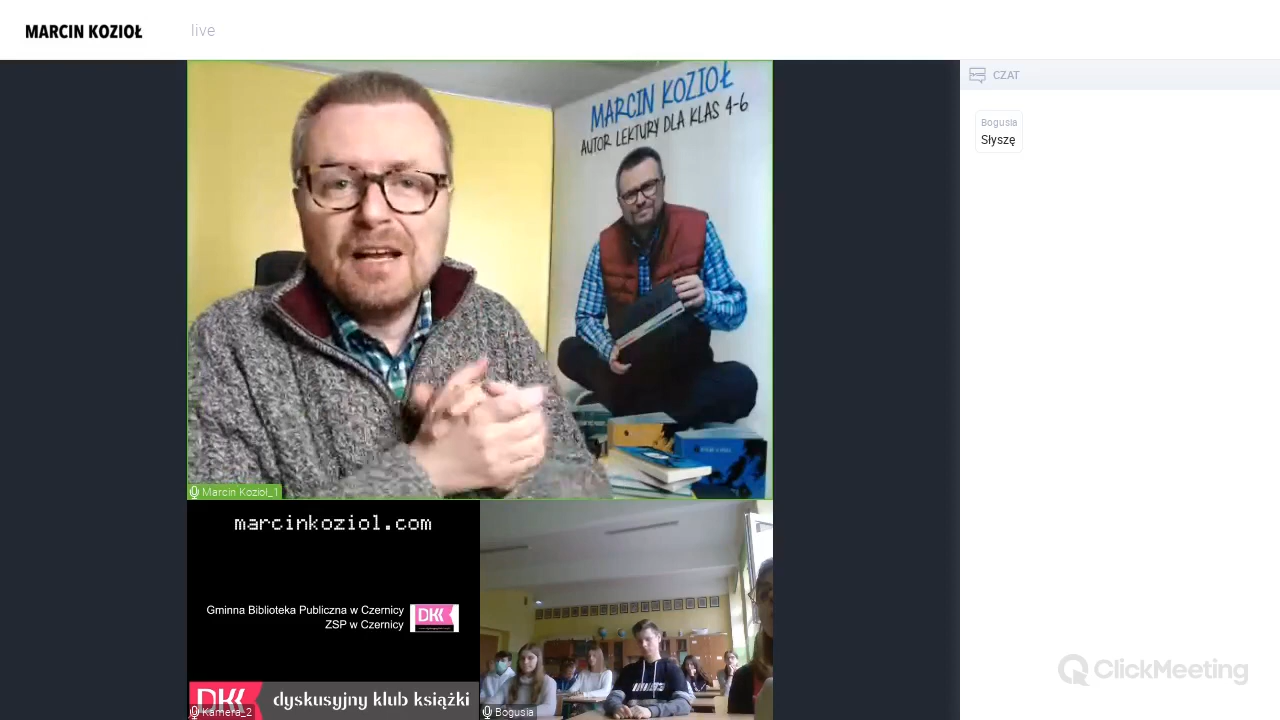 MARCIN KOZIOŁ
live
MARCIN KOZIOŁ
AUTOR LEKTURY DLA KLAS 4-6
CZAT
Bogusia
Słyszę
Marcin Kozioł_1
marcinkoziol.com
Gminna Biblioteka Publiczna w Czernicy
ZSP w Czernicy
DKK
DKK dyskusyjny klub książki
Kamera_2
Bogusia
ClickMeeting